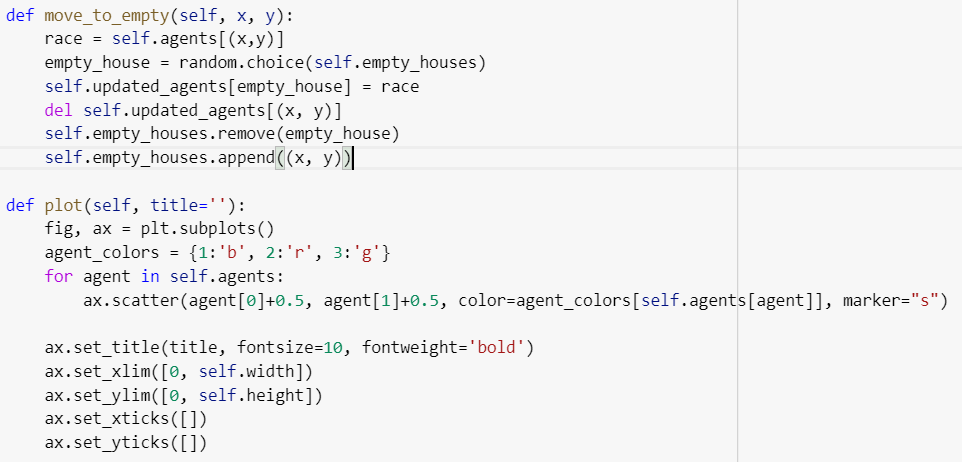 def move_to_empty(self, x, y):
    race = self.agents[(x,y)]
    empty_house = random.choice(self.empty_houses)
    self.updated_agents[empty_house] = race
    del self.updated_agents[(x, y)]
    self.empty_houses.remove(empty_house)
    self.empty_houses.append((x, y))

def plot(self, title=''):
    fig, ax = plt.subplots()
    agent_colors = {1:'b', 2:'r', 3:'g'}
    for agent in self.agents:
        ax.scatter(agent[0]+0.5, agent[1]+0.5, color=agent_colors[self.agents[agent]], marker="s")

    ax.set_title(title, fontsize=10, fontweight='bold')
    ax.set_xlim([0, self.width])
    ax.set_ylim([0, self.height])
    ax.set_xticks([])
    ax.set_yticks([])